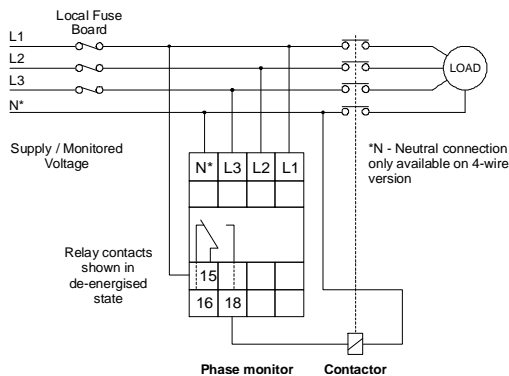 Local Fuse
Board
L1
L2
L3
N*
LOAD
Supply / Monitored
Voltage
*N - Neutral connection
only available on 4-wire
version
N* L3 L2 L1
Relay contacts
shown in
de-energised
state
15
16 18
Phase monitor Contactor